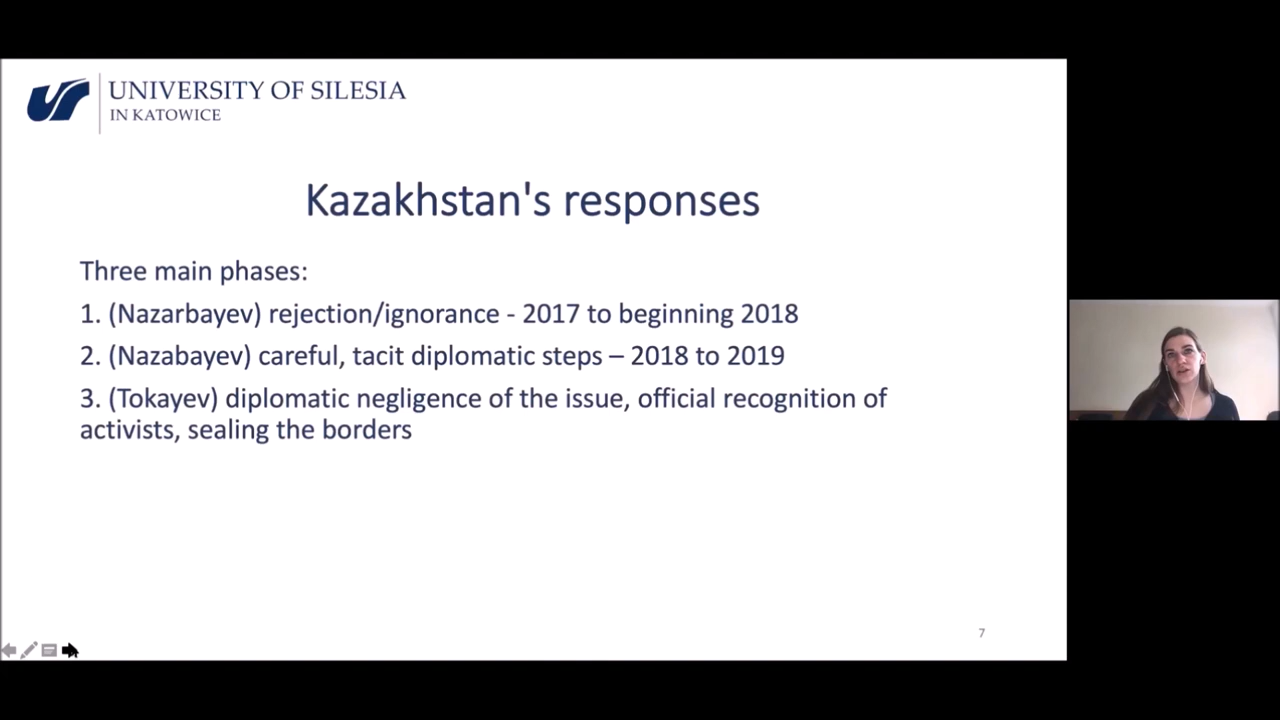 UNIVERSITY OF SILESIA
IN KATOWICE
Kazakhstan's responses
Three main phases:
1. (Nazarbayev) rejection/ignorance - 2017 to beginning 2018
2. (Nazabayev) careful, tacit diplomatic steps – 2018 to 2019
3. (Tokayev) diplomatic negligence of the issue, official recognition of
activists, sealing the borders
7